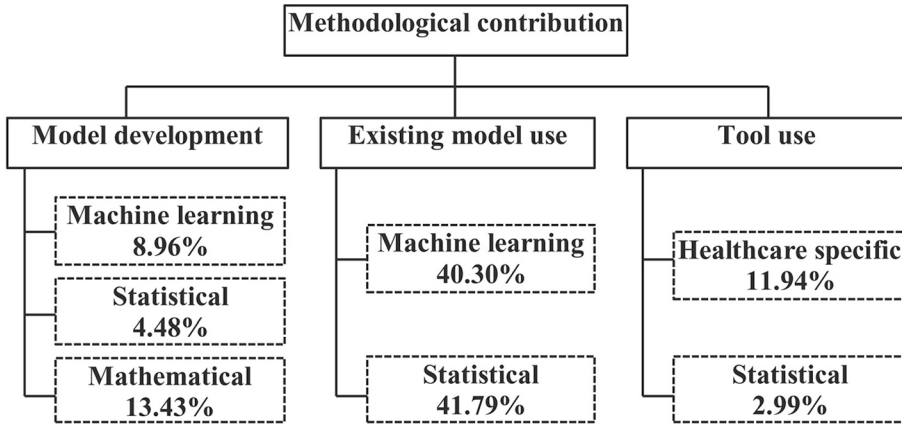 Methodological contribution
Model development
Existing model use
Tool use
Machine learning
8.96%
Statistical
4.48%
Mathematical
13.43%
Machine learning
40.30%
Statistical
41.79%
Healthcare specific
11.94%
Statistical
2.99%